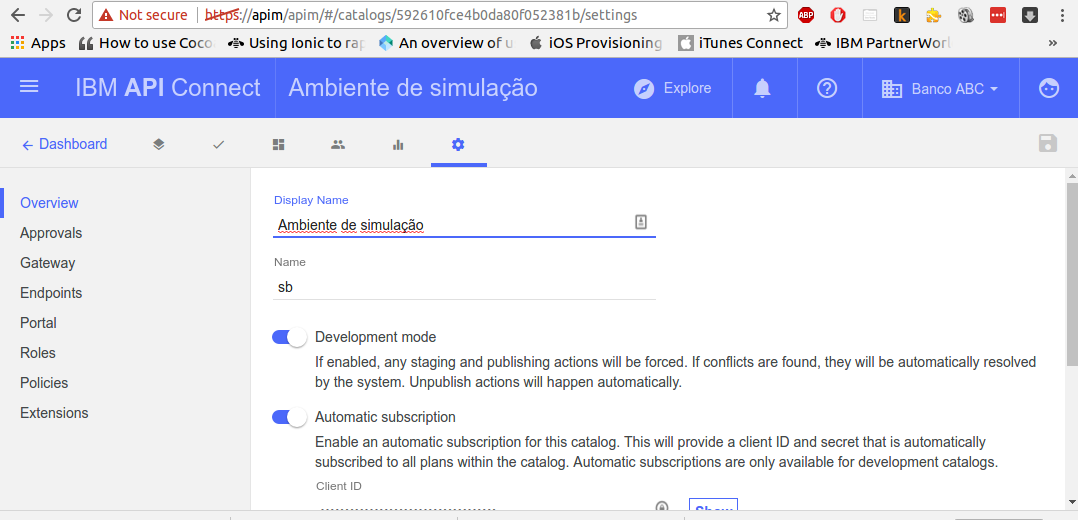 Not secure https://apim/apim/#/catalogs/592610fce4b0da80f052381b/settings
ABP k
Apps How to use Coco Using Ionic to rap An overview of u iOS Provisioning iTunes Connect IBM PartnerWorl »
IBM API Connect Ambiente de simulação Explore Banco ABC
← Dashboard
Overview
Approvals
Gateway
Endpoints
Portal
Roles
Policies
Extensions
Display Name
Ambiente de simulação
Name
sb
Development mode
If enabled, any staging and publishing actions will be forced. If conflicts are found, they will be automatically resolved
by the system. Unpublish actions will happen automatically.
Automatic subscription
Enable an automatic subscription for this catalog. This will provide a client ID and secret that is automatically
subscribed to all plans within the catalog. Automatic subscriptions are only available for development catalogs.
Client ID
Show